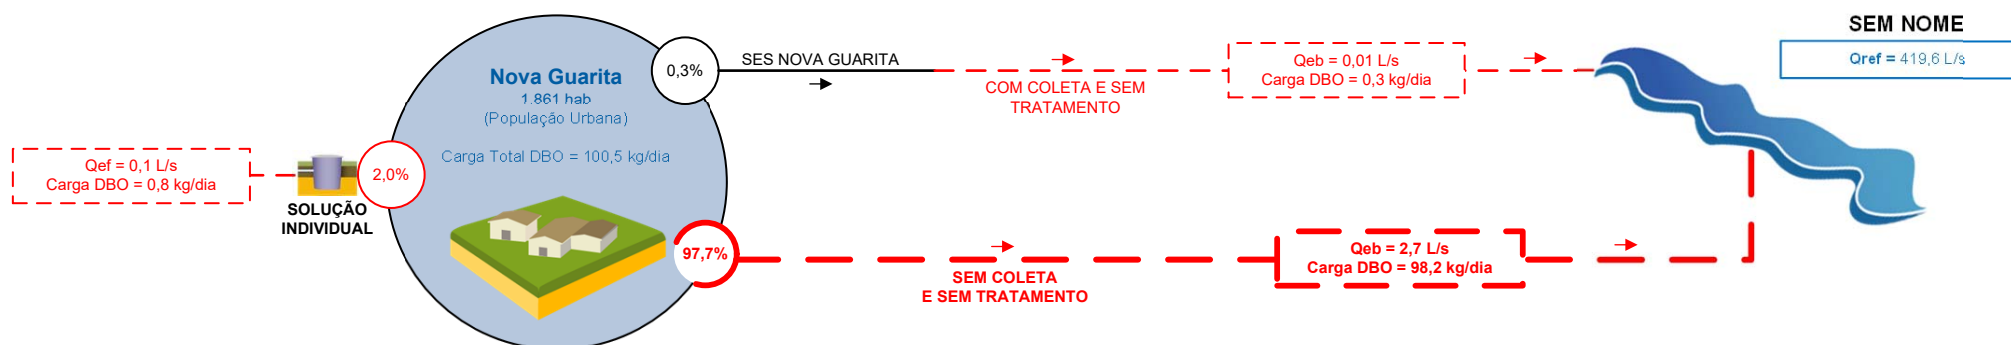 SEM NOME
Qref = 419,6 L/s
Nova Guarita
1.861 hab
(População Urbana)
Carga Total DBO = 100,5 kg/dia
0,3%
SES NOVA GUARITA
COM COLETA E SEM
TRATAMENTO
Qeb = 0,01 L/s
Carga DBO = 0,3 kg/dia
Qef = 0,1 L/s
Carga DBO = 0,8 kg/dia
2,0%
SOLUÇÃO
INDIVIDUAL
97,7%
SEM COLETA
E SEM TRATAMENTO
Qeb = 2,7 L/s
Carga DBO = 98,2 kg/dia